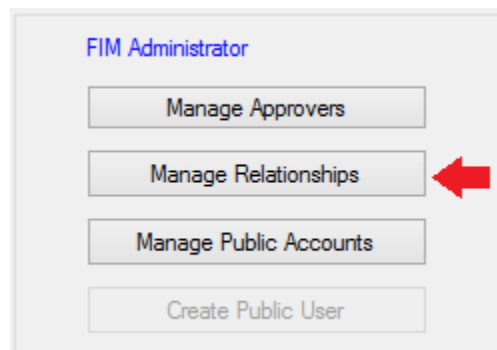 FIM Administrator
Manage Approvers
Manage Relationships
Manage Public Accounts
Create Public User